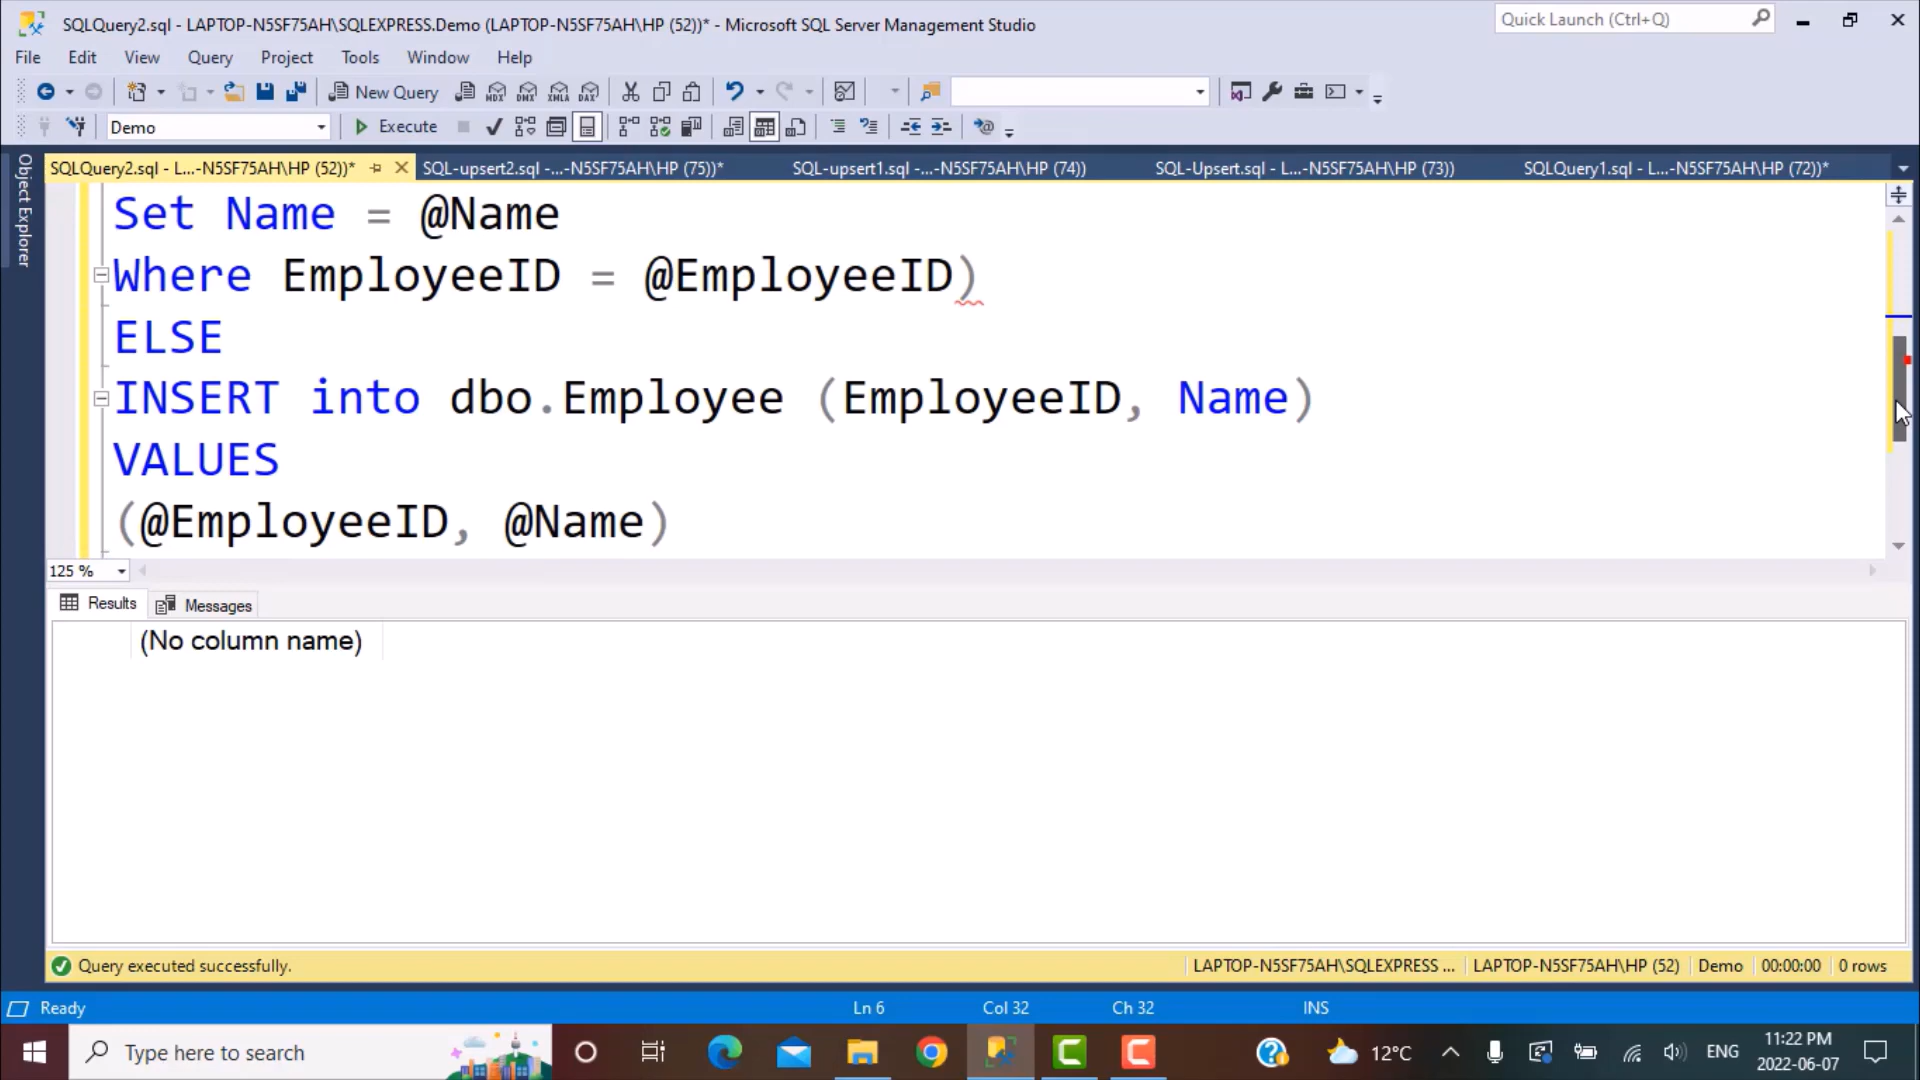 SQLQuery2.sql - LAPTOP-N5SF75AH\SQLEXPRESS.Demo (LAPTOP-N5SF75AH\HP (52))* - Microsoft SQL Server Management Studio
Quick Launch (Ctrl+Q)
File Edit View Query Project Tools Window Help
New Query
MDX DMX XMLA DAX
Demo
Execute
SQLQuery2.sql - L...-N5SF75AH\HP (52))*
SQL-upsert2.sql -...-N5SF75AH\HP (75))*
SQL-upsert1.sql -...-N5SF75AH\HP (74))
SQL-Upsert.sql - L...-N5SF75AH\HP (73))
SQLQuery1.sql - L...-N5SF75AH\HP (72))*
Object Explorer
Set Name = @Name
Where EmployeeID = @EmployeeID)
ELSE
INSERT into dbo.Employee (EmployeeID, Name)
VALUES
(@EmployeeID, @Name)
125 %
Results Messages
(No column name)
Query executed successfully.
LAPTOP-N5SF75AH\SQLEXPRESS ... LAPTOP-N5SF75AH\HP (52) Demo 00:00:00 0 rows
Ready Ln 6 Col 32 Ch 32 INS
Type here to search
12°C
ENG
11:22 PM
2022-06-07